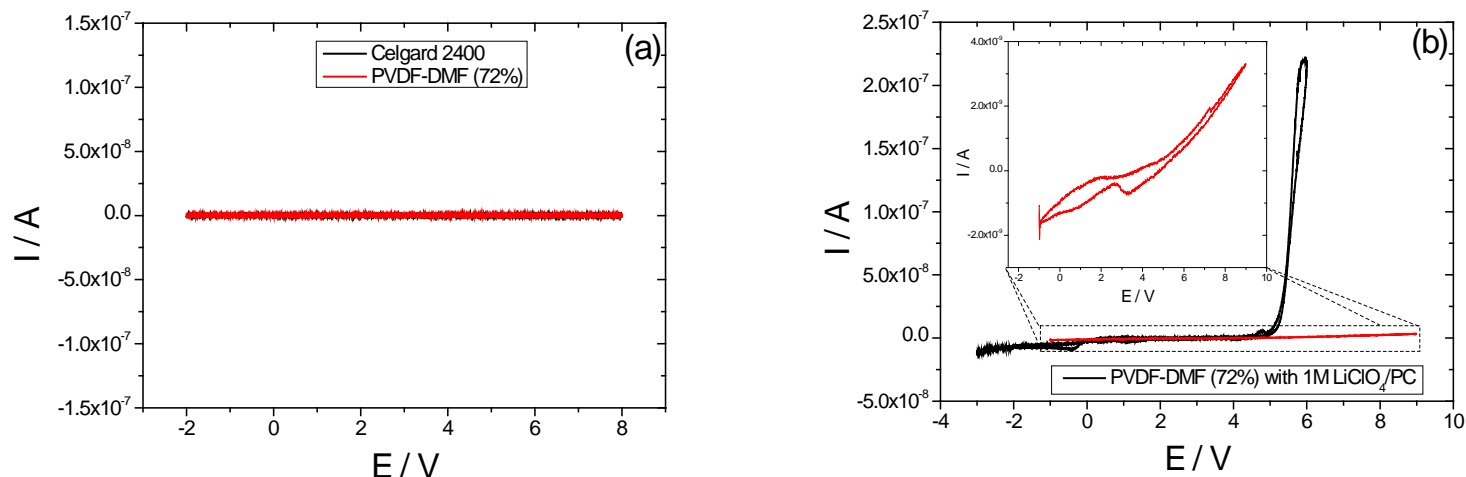 (a)
Celgard 2400
PVDF-DMF (72%)
1.5x10⁻⁷
1.0x10⁻⁷
5.0x10⁻⁸
0.0
-5.0x10⁻⁸
-1.0x10⁻⁷
-1.5x10⁻⁷
I / A
-2 0 2 4 6 8
E / V
(b)
2.5x10⁻⁷
2.0x10⁻⁷
1.5x10⁻⁷
1.0x10⁻⁷
5.0x10⁻⁸
0.0
-5.0x10⁻⁸
I / A
4.0x10⁻⁹
2.0x10⁻⁹
0.0
-2.0x10⁻⁹
I / A
-2 0 2 4 6 8 10
E / V
PVDF-DMF (72%) with 1M LiClO₄/PC
-4 -2 0 2 4 6 8 10
E / V